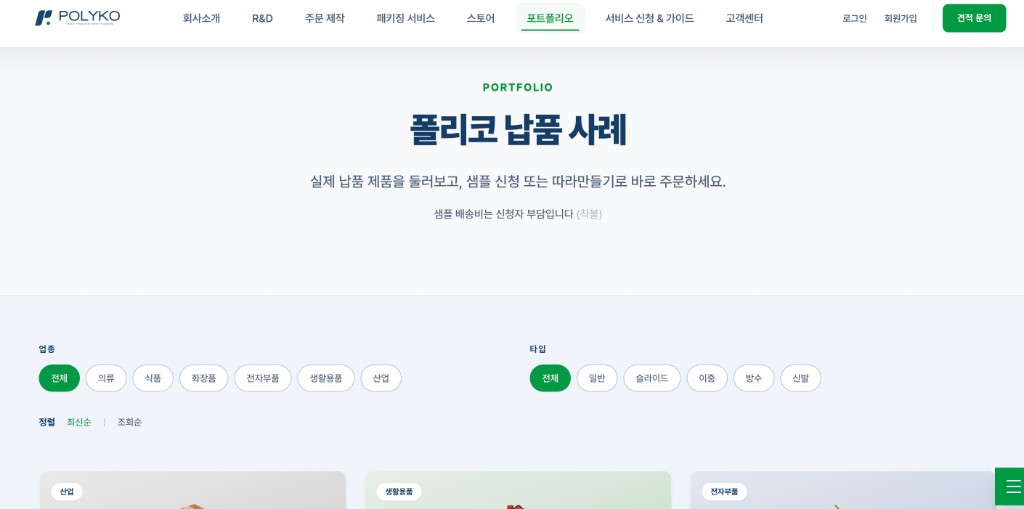 POLYKO
회사소개
R&D
주문 제작
패키징 서비스
스토어
포트폴리오
서비스 신청 & 가이드
고객센터
로그인
회원가입
견적 문의
PORTFOLIO
폴리코 납품 사례
실제 납품 제품을 둘러보고, 샘플 신청 또는 따라만들기로 바로 주문하세요.
샘플 배송비는 신청자 부담입니다 (착불)
업종
전체
의류
식품
화장품
전자부품
생활용품
산업
타입
전체
일반
슬라이드
이중
방수
신발
정렬
최신순
조회순
산업
생활용품
전자부품